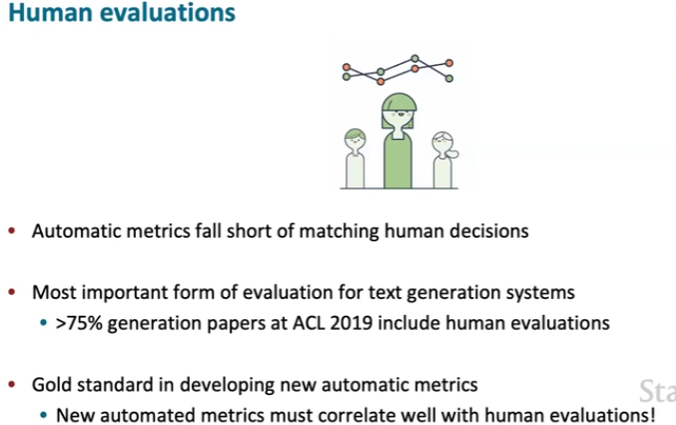 Human evaluations
• Automatic metrics fall short of matching human decisions
• Most important form of evaluation for text generation systems
• >75% generation papers at ACL 2019 include human evaluations
• Gold standard in developing new automatic metrics
Sta
• New automated metrics must correlate well with human evaluations!